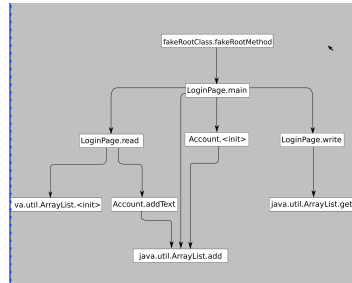 fakeRootClass.fakeRootMethod
LoginPage.main
LoginPage.read
Account.<init>
LoginPage.write
va.util.ArrayList.<init>
Account.addText
java.util.ArrayList.get
java.util.ArrayList.add